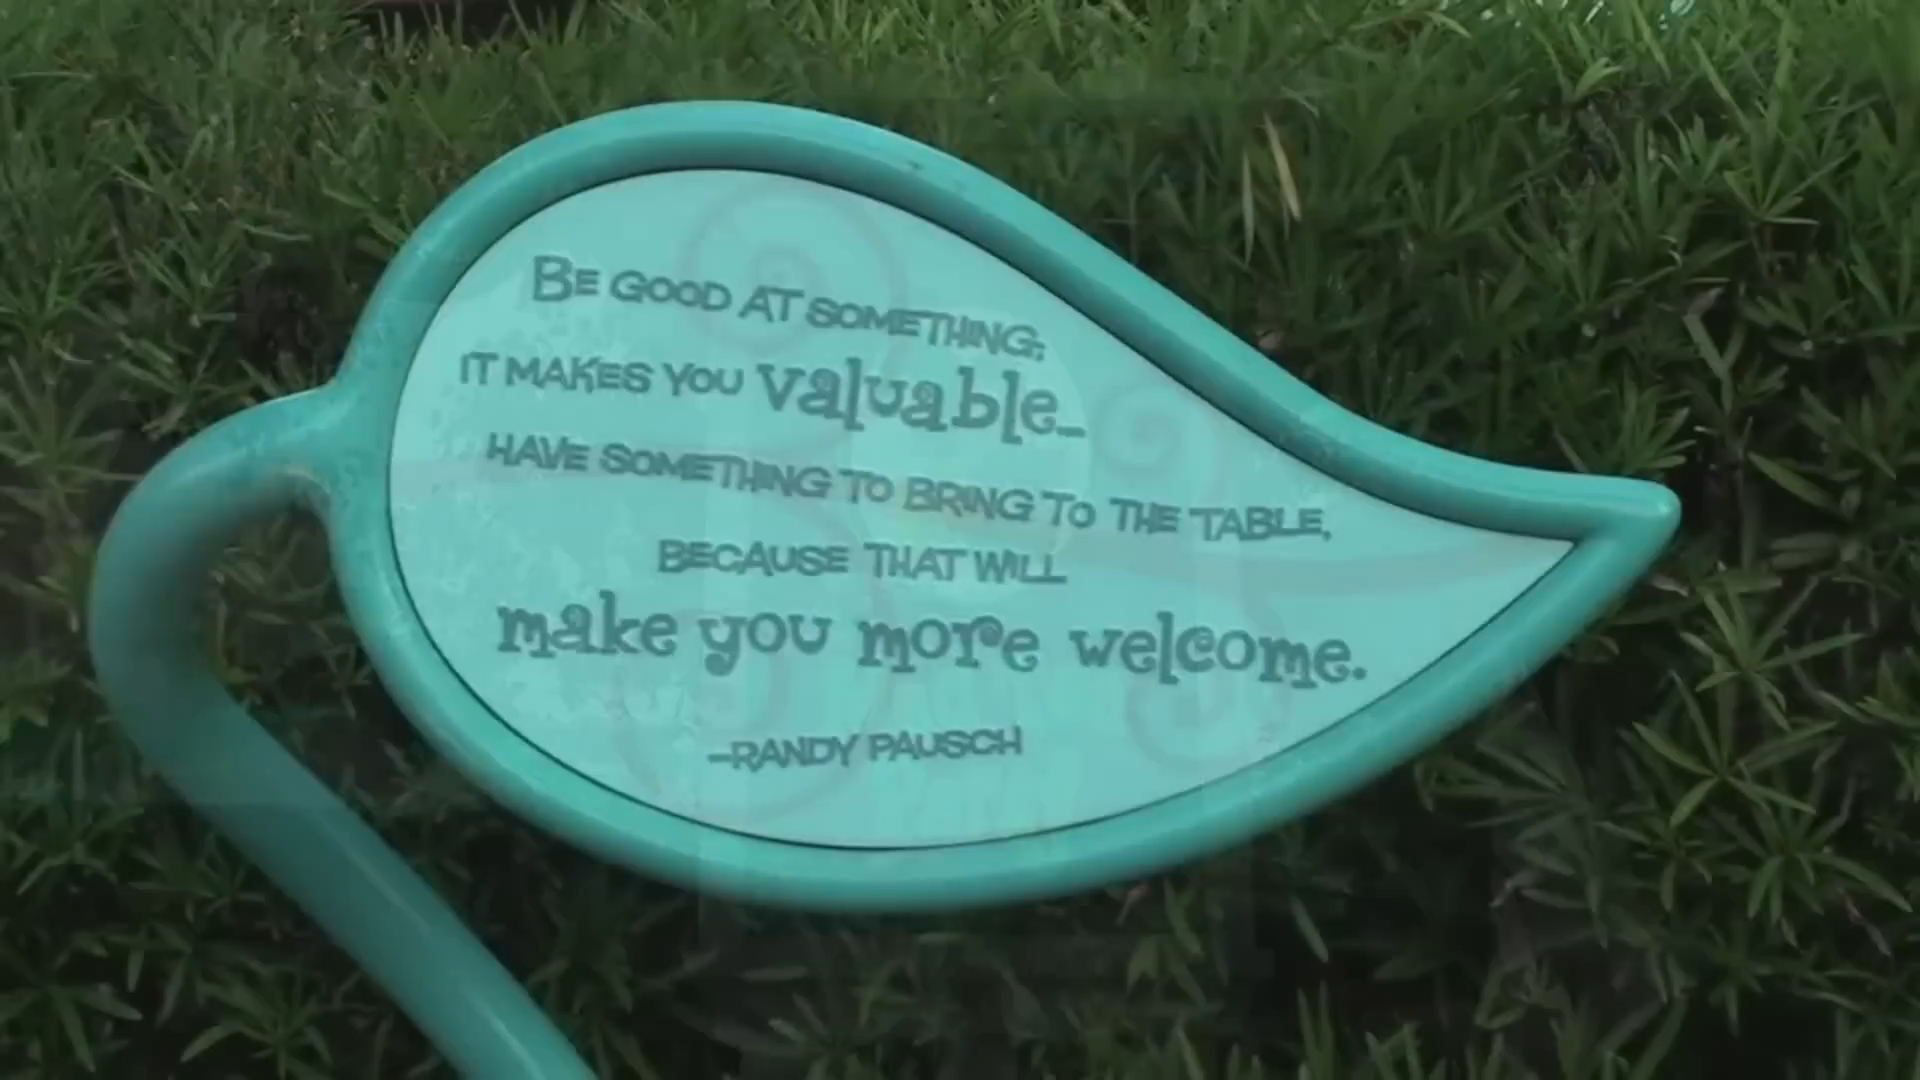 BE GOOD AT SOMETHING;
IT MAKES YOU valuable...
HAVE SOMETHING TO BRING TO THE TABLE,
BECAUSE THAT WILL
make you more welcome.
-RANDY PAUSCH